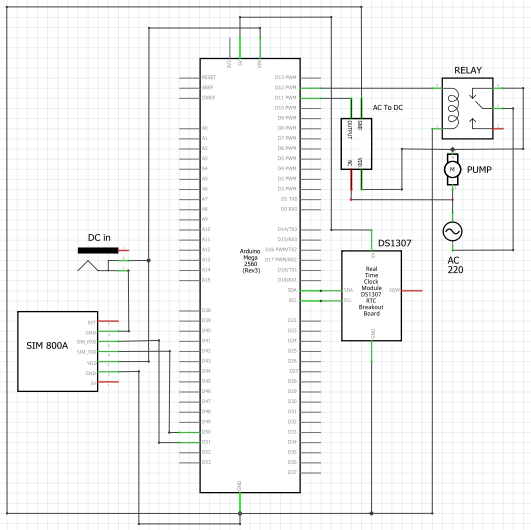 RELAY
AC To DC
OUTPUT
GND
AC
VDD
M
PUMP
AC
220
3V3
5V
VIN
RESET
AREF
IOREF
A0
A1
A2
A3
A4
A5
A6
A7
A8
A9
A10
A11
A12
A13
A14
A15
D38
D39
D40
D41
D42
D43
D44
D45
D46
D47
D48
D49
D50
D51
D52
D53
Arduino
Mega
2560
(Rev3)
D13 PWM
D12 PWM
D11 PWM
D10 PWM
D9 PWM
D8 PWM
D7 PWM
D6 PWM
D5 PWM
D4 PWM
D3 PWM
D2 PWM
D1 TX0
D0 RX0
D14/TX3
D15/RX3
D16 PWM/TX2
D17 PWM/RX2
D18/TX1
D19/RX1
SDA
SCL
D22
D23
D24
D25
D26
D27
D28
D29
D30
D31
D32
D33
D34
D35
D36
D37
GND
DC in
SIM 800A
RST
GND
SIM_RXD
SIM_TXD
VDD
GND
5V
DS1307
5V
Real
Time
Clock
Module
DS1307
RTC
Breakout
Board
SDA
SCL
SQW
GND